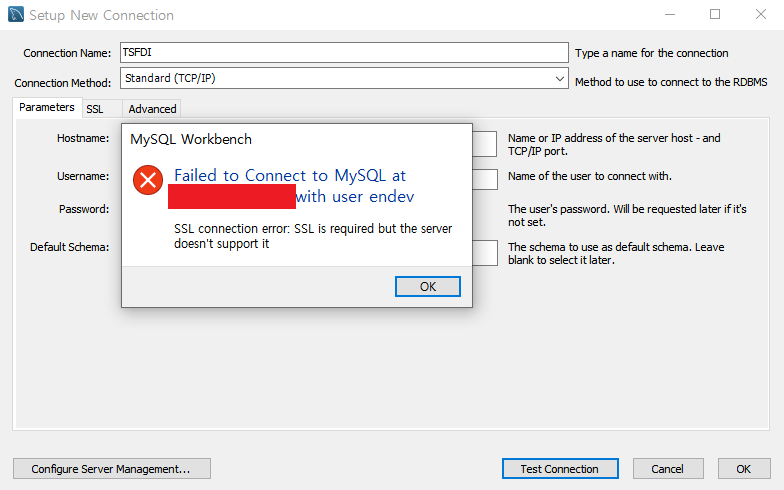 Setup New Connection
Connection Name: TSFDI Type a name for the connection
Connection Method: Standard (TCP/IP) Method to use to connect to the RDBMS
Parameters SSL Advanced
Hostname: Name or IP address of the server host - and
TCP/IP port.
Username: Name of the user to connect with.
Password: The user's password. Will be requested later if it's
not set.
Default Schema: The schema to use as default schema. Leave
blank to select it later.
MySQL Workbench
Failed to Connect to MySQL at
with user endev
SSL connection error: SSL is required but the server
doesn't support it
OK
Configure Server Management... Test Connection Cancel OK